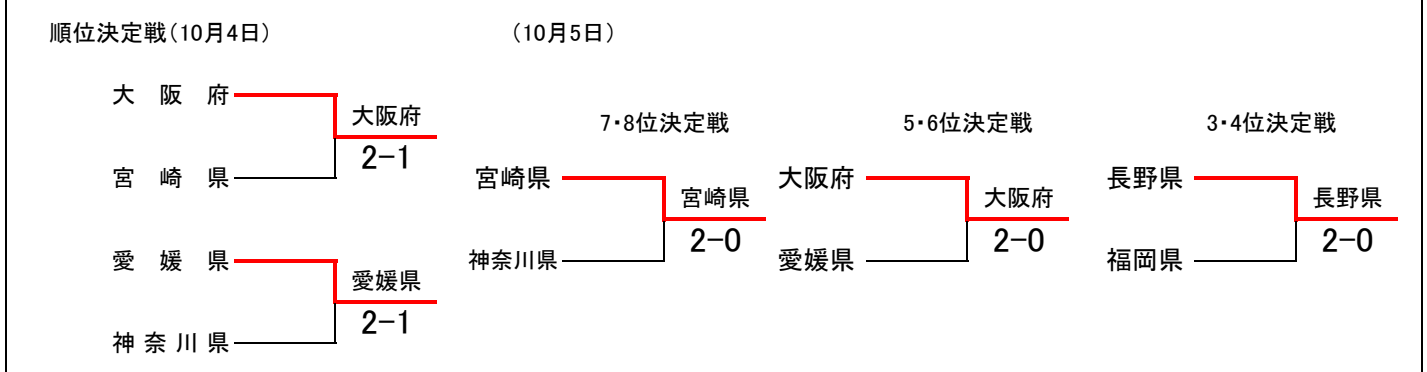 順位決定戦(10月4日)
(10月5日)
大阪府
大阪府
2-1
宮崎県
愛媛県
愛媛県
2-1
神奈川県
7・8位決定戦
宮崎県
宮崎県
2-0
神奈川県
5・6位決定戦
大阪府
大阪府
2-0
愛媛県
3・4位決定戦
長野県
長野県
2-0
福岡県